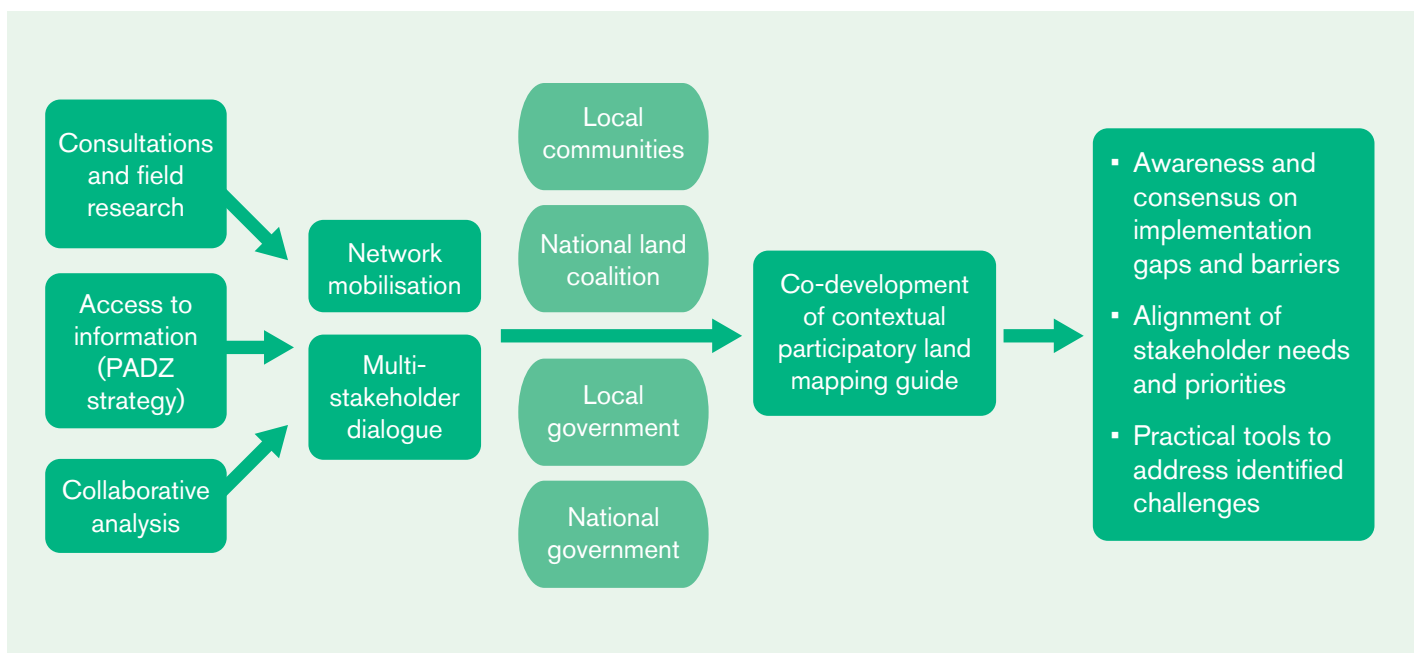 Consultations
and field
research
Access to
information
(PADZ
strategy)
Collaborative
analysis
Network
mobilisation
Multi-
stakeholder
dialogue
Local
communities
National land
coalition
Local
government
National
government
Co-development
of contextual
participatory land
mapping guide
▪ Awareness and
consensus on
implementation
gaps and barriers
▪ Alignment of
stakeholder needs
and priorities
▪ Practical tools to
address identified
challenges